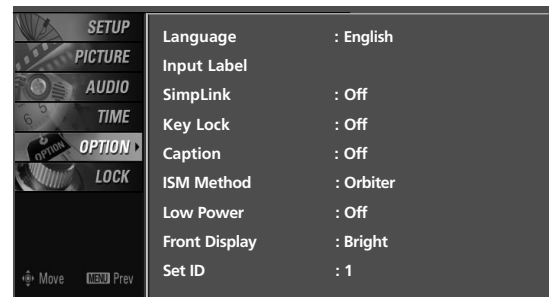 SETUP
PICTURE
AUDIO
TIME
OPTION
LOCK
Move MENU Prev
Language : English
Input Label
SimpLink : Off
Key Lock : Off
Caption : Off
ISM Method : Orbiter
Low Power : Off
Front Display : Bright
Set ID : 1